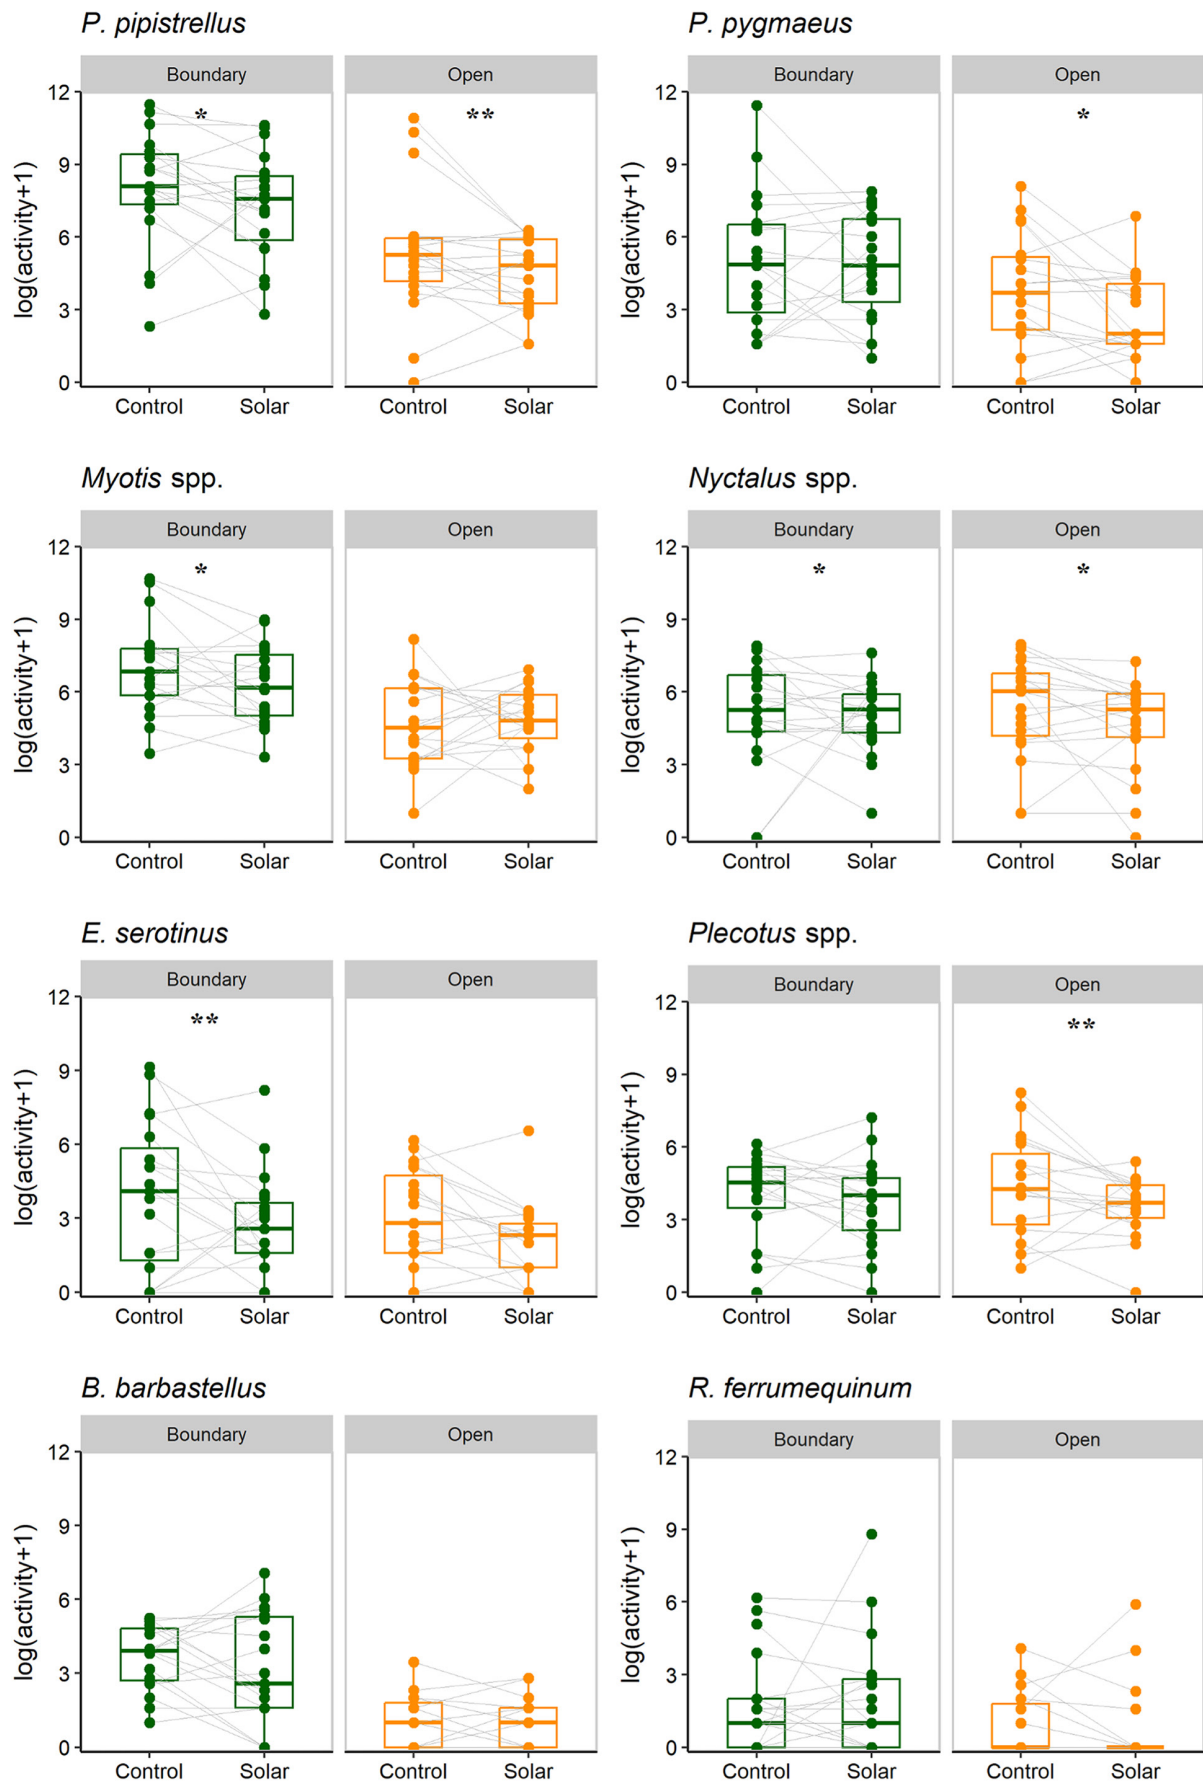 P. pipistrellus
P. pygmaeus
Boundary Open Boundary Open
log(activity+1)
12
9
6
3
0
* **
Control Solar Control Solar
log(activity+1)
12
9
6
3
0
*
Control Solar Control Solar
Myotis spp.
Nyctalus spp.
Boundary Open Boundary Open
log(activity+1)
12
9
6
3
0
*
Control Solar Control Solar
log(activity+1)
12
9
6
3
0
* *
Control Solar Control Solar
E. serotinus
Plecotus spp.
Boundary Open Boundary Open
log(activity+1)
12
9
6
3
0
**
Control Solar Control Solar
log(activity+1)
12
9
6
3
0
**
Control Solar Control Solar
B. barbastellus
R. ferrumequinum
Boundary Open Boundary Open
log(activity+1)
12
9
6
3
0
Control Solar Control Solar
log(activity+1)
12
9
6
3
0
Control Solar Control Solar